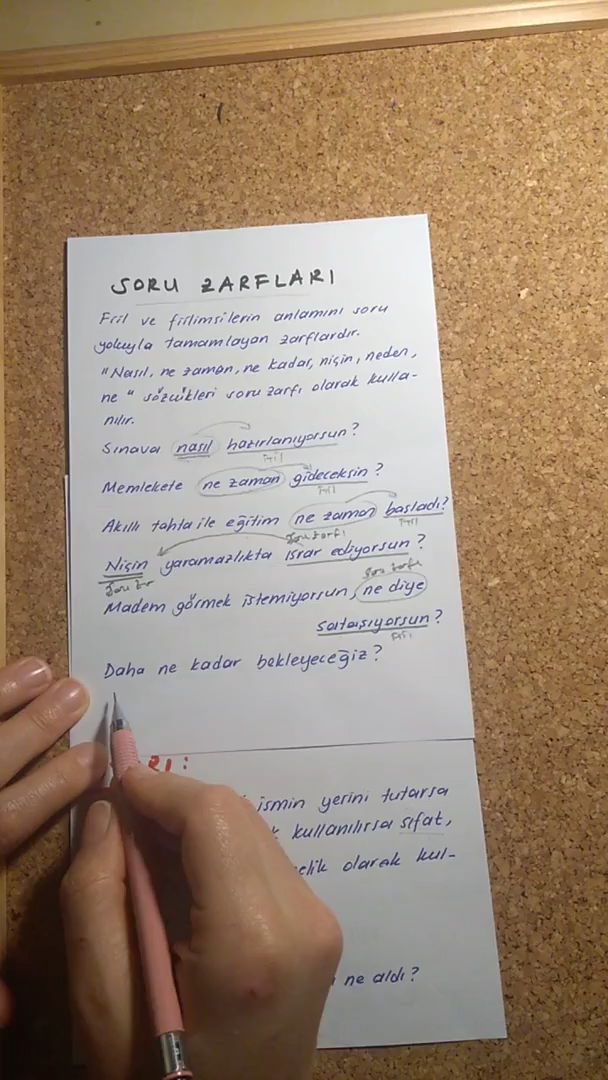 SORU ZARFLARI
Fiil ve fiilimsilerin anlamını soru
yoluyla tamamlayan zarflardır.
"Nasıl, ne zaman, ne kadar, niçin, neden,
ne" sözcükleri soru zarfı olarak kulla-
nılır.
Sınava nasıl hazırlanıyorsun?
fiil
Memlekete ne zaman gideceksin?
fiil
Akıllı tahta ile eğitim ne zaman başladı?
soru zarfı fiil
Niçin yaramazlıkta ısrar ediyorsun?
soru zr soru zarfı
Madem görmek istemiyorsun, ne diye
sataşıyorsun?
fiil
Daha ne kadar bekleyeceğiz?
ismin yerini tutarsa
kullanılırsa sıfat,
olarak kul-
ne aldı?